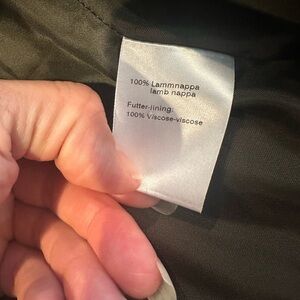 100% Lammnappa
lamb nappa
Futter-lining:
100% Viscose-viscose